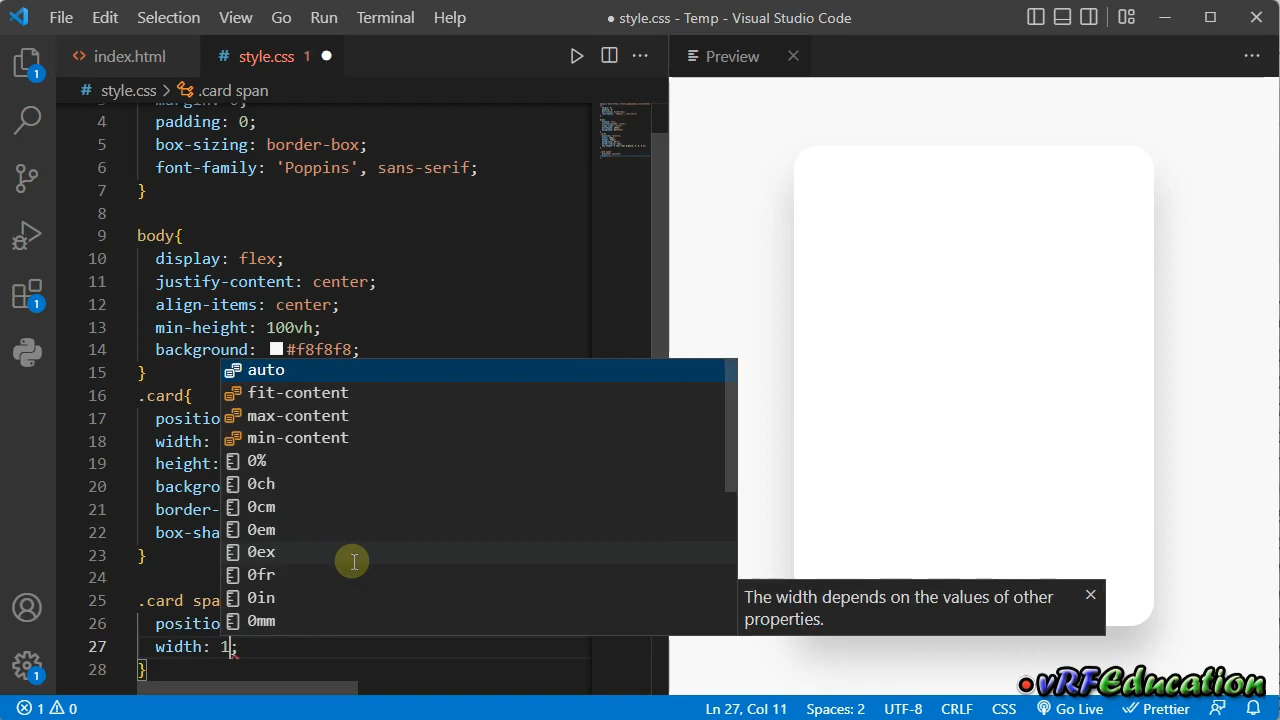 File Edit Selection View Go Run Terminal Help
● style.css - Temp - Visual Studio Code
index.html
# style.css 1 ●
Preview
# style.css > .card span
4 padding: 0;
5 box-sizing: border-box;
6 font-family: 'Poppins', sans-serif;
7 }
8
9 body{
10 display: flex;
11 justify-content: center;
12 align-items: center;
13 min-height: 100vh;
14 background: #f8f8f8;
15 }
16 .card{
17 positio
18 width:
19 height:
20 backgro
21 border-
22 box-sha
23 }
24
25 .card spa
26 positio
27 width: 1;
28 }
auto
fit-content
max-content
min-content
0%
0ch
0cm
0em
0ex
0fr
0in
0mm
The width depends on the values of other
properties.
1
1
1
vRFEducation
1 0
Ln 27, Col 11 Spaces: 2 UTF-8 CRLF CSS Go Live Prettier